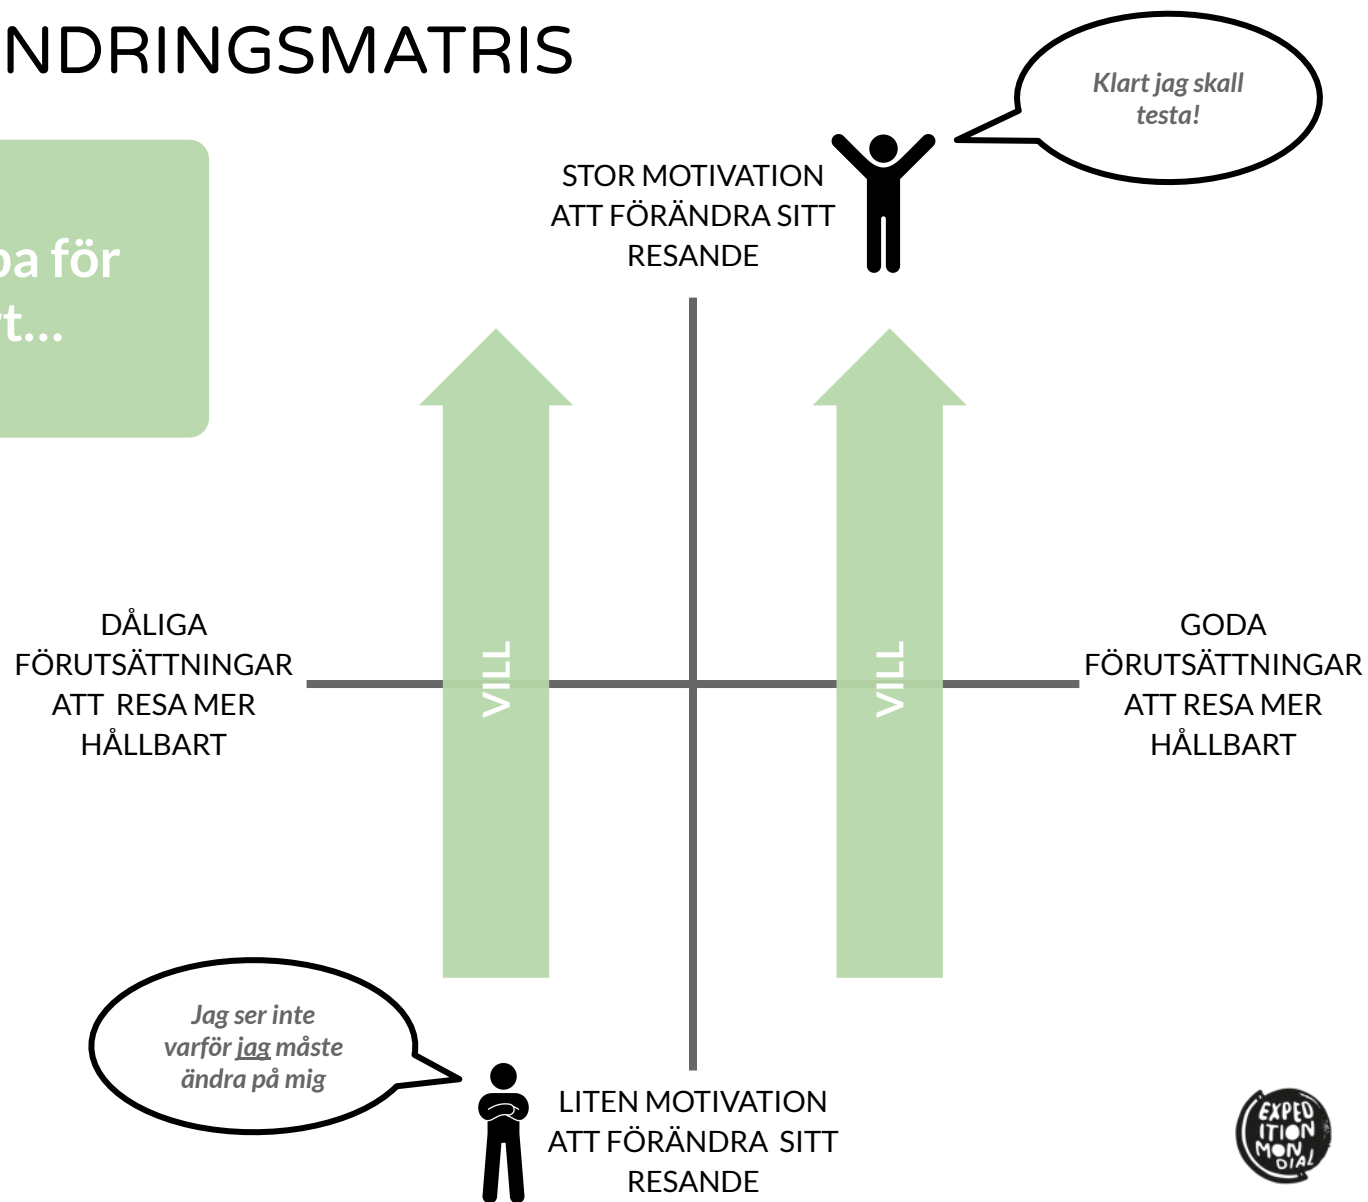 NDRINGSMATRIS
Klart jag skall
testa!
STOR MOTIVATION
ATT FÖRÄNDRA SITT
RESANDE
pa för
t...
VILL
VILL
DÅLIGA
FÖRUTSÄTTNINGAR
ATT RESA MER
HÅLLBART
GODA
FÖRUTSÄTTNINGAR
ATT RESA MER
HÅLLBART
Jag ser inte
varför jag måste
ändra på mig
LITEN MOTIVATION
ATT FÖRÄNDRA SITT
RESANDE
EXPED
ITION
MON
DIAL